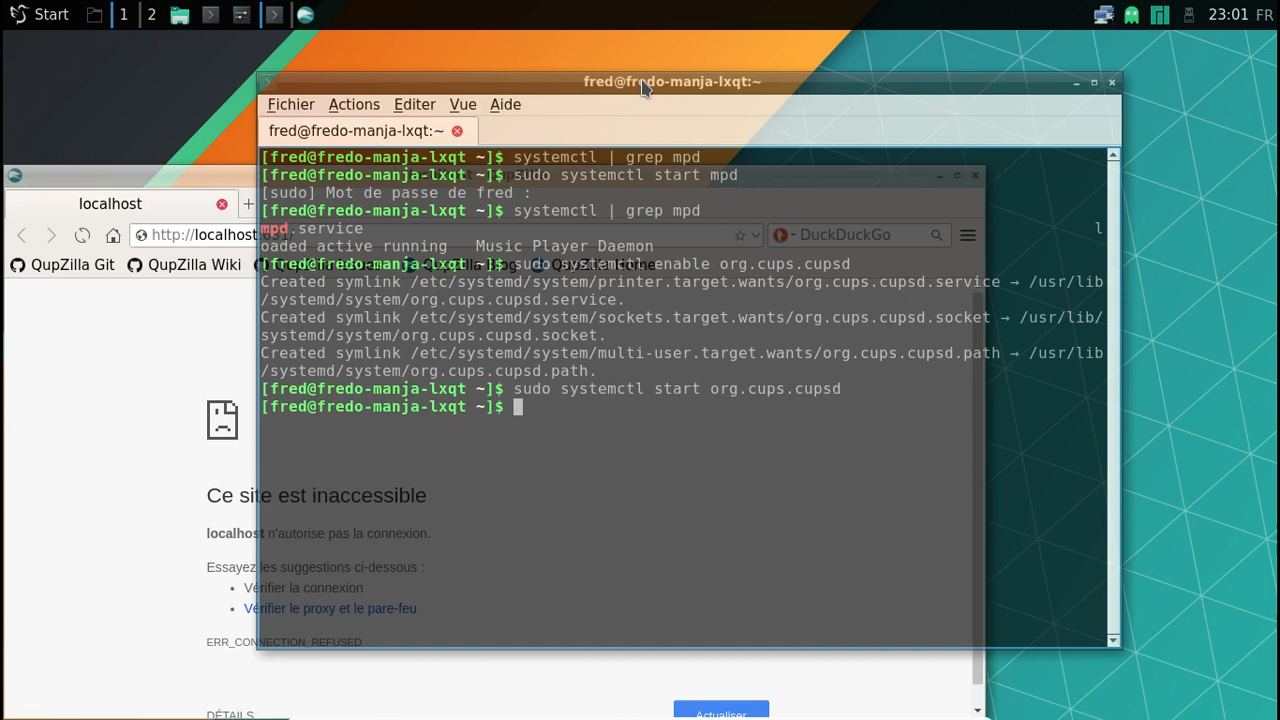 Start
1
2
23:01 FR
fred@fredo-manja-lxqt:~
Fichier Actions Editer Vue Aide
fred@fredo-manja-lxqt:~
[fred@fredo-manja-lxqt ~]$ systemctl | grep mpd
[fred@fredo-manja-lxqt ~]$ sudo systemctl start mpd
[sudo] Mot de passe de fred :
[fred@fredo-manja-lxqt ~]$ systemctl | grep mpd
mpd.service l
oaded active running Music Player Daemon
[fred@fredo-manja-lxqt ~]$ sudo systemctl enable org.cups.cupsd
Created symlink /etc/systemd/system/printer.target.wants/org.cups.cupsd.service → /usr/lib
/systemd/system/org.cups.cupsd.service.
Created symlink /etc/systemd/system/sockets.target.wants/org.cups.cupsd.socket → /usr/lib/
systemd/system/org.cups.cupsd.socket.
Created symlink /etc/systemd/system/multi-user.target.wants/org.cups.cupsd.path → /usr/lib
/systemd/system/org.cups.cupsd.path.
[fred@fredo-manja-lxqt ~]$ sudo systemctl start org.cups.cupsd
[fred@fredo-manja-lxqt ~]$
localhost
http://localhost
DuckDuckGo
QupZilla Git QupZilla Wiki
Ce site est inaccessible
localhost n'autorise pas la connexion.
Essayez les suggestions ci-dessous :
Vérifier la connexion
Vérifier le proxy et le pare-feu
ERR_CONNECTION_REFUSED
DÉTAILS
Actualiser